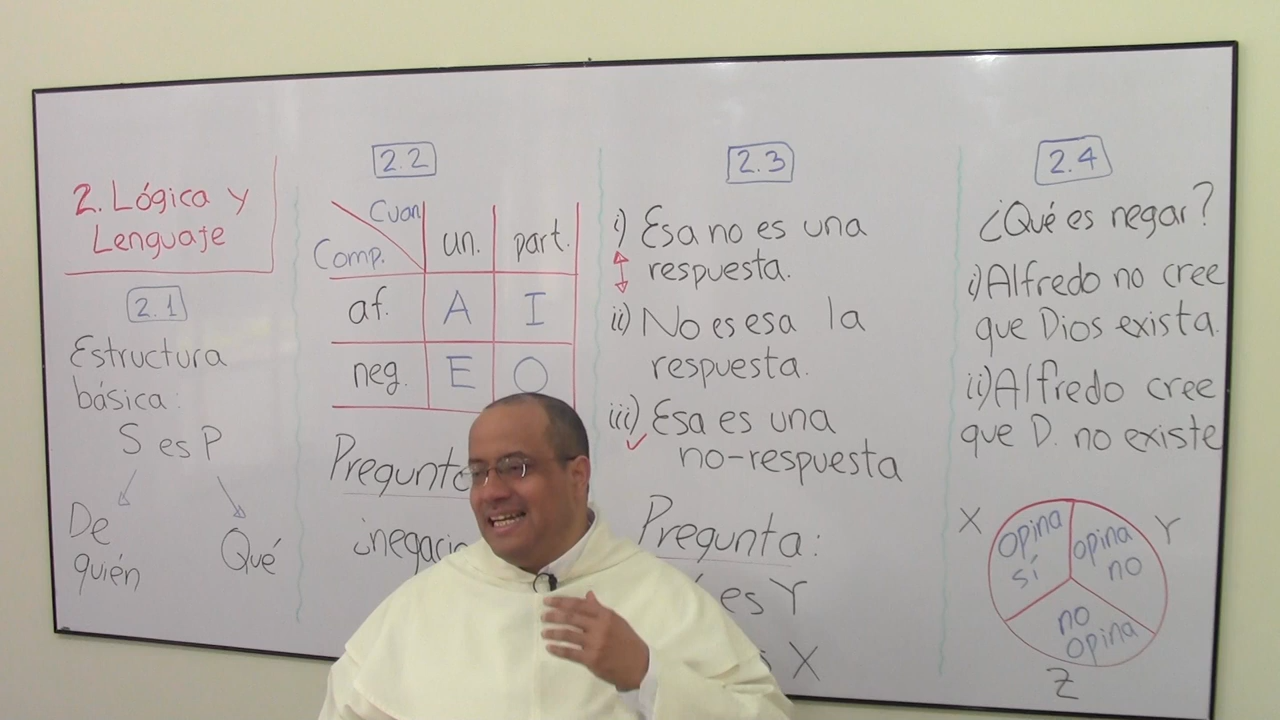 2. Lógica y
Lenguaje
2.1
Estructura
básica:
S es P
De
quién
Qué
2.2
Cuan
Comp.
un.
part.
af.
A
I
neg.
E
O
2.3
i) Esa no es una
respuesta.
ii) No es esa la
respuesta.
iii) Esa es una
no-respuesta
Pregunta:
es Y
X
2.4
¿Qué es negar?
i) Alfredo no cree
que Dios exista.
ii) Alfredo cree
que D. no existe
X
opina
sí
Y
opina
no
no
opina
Z